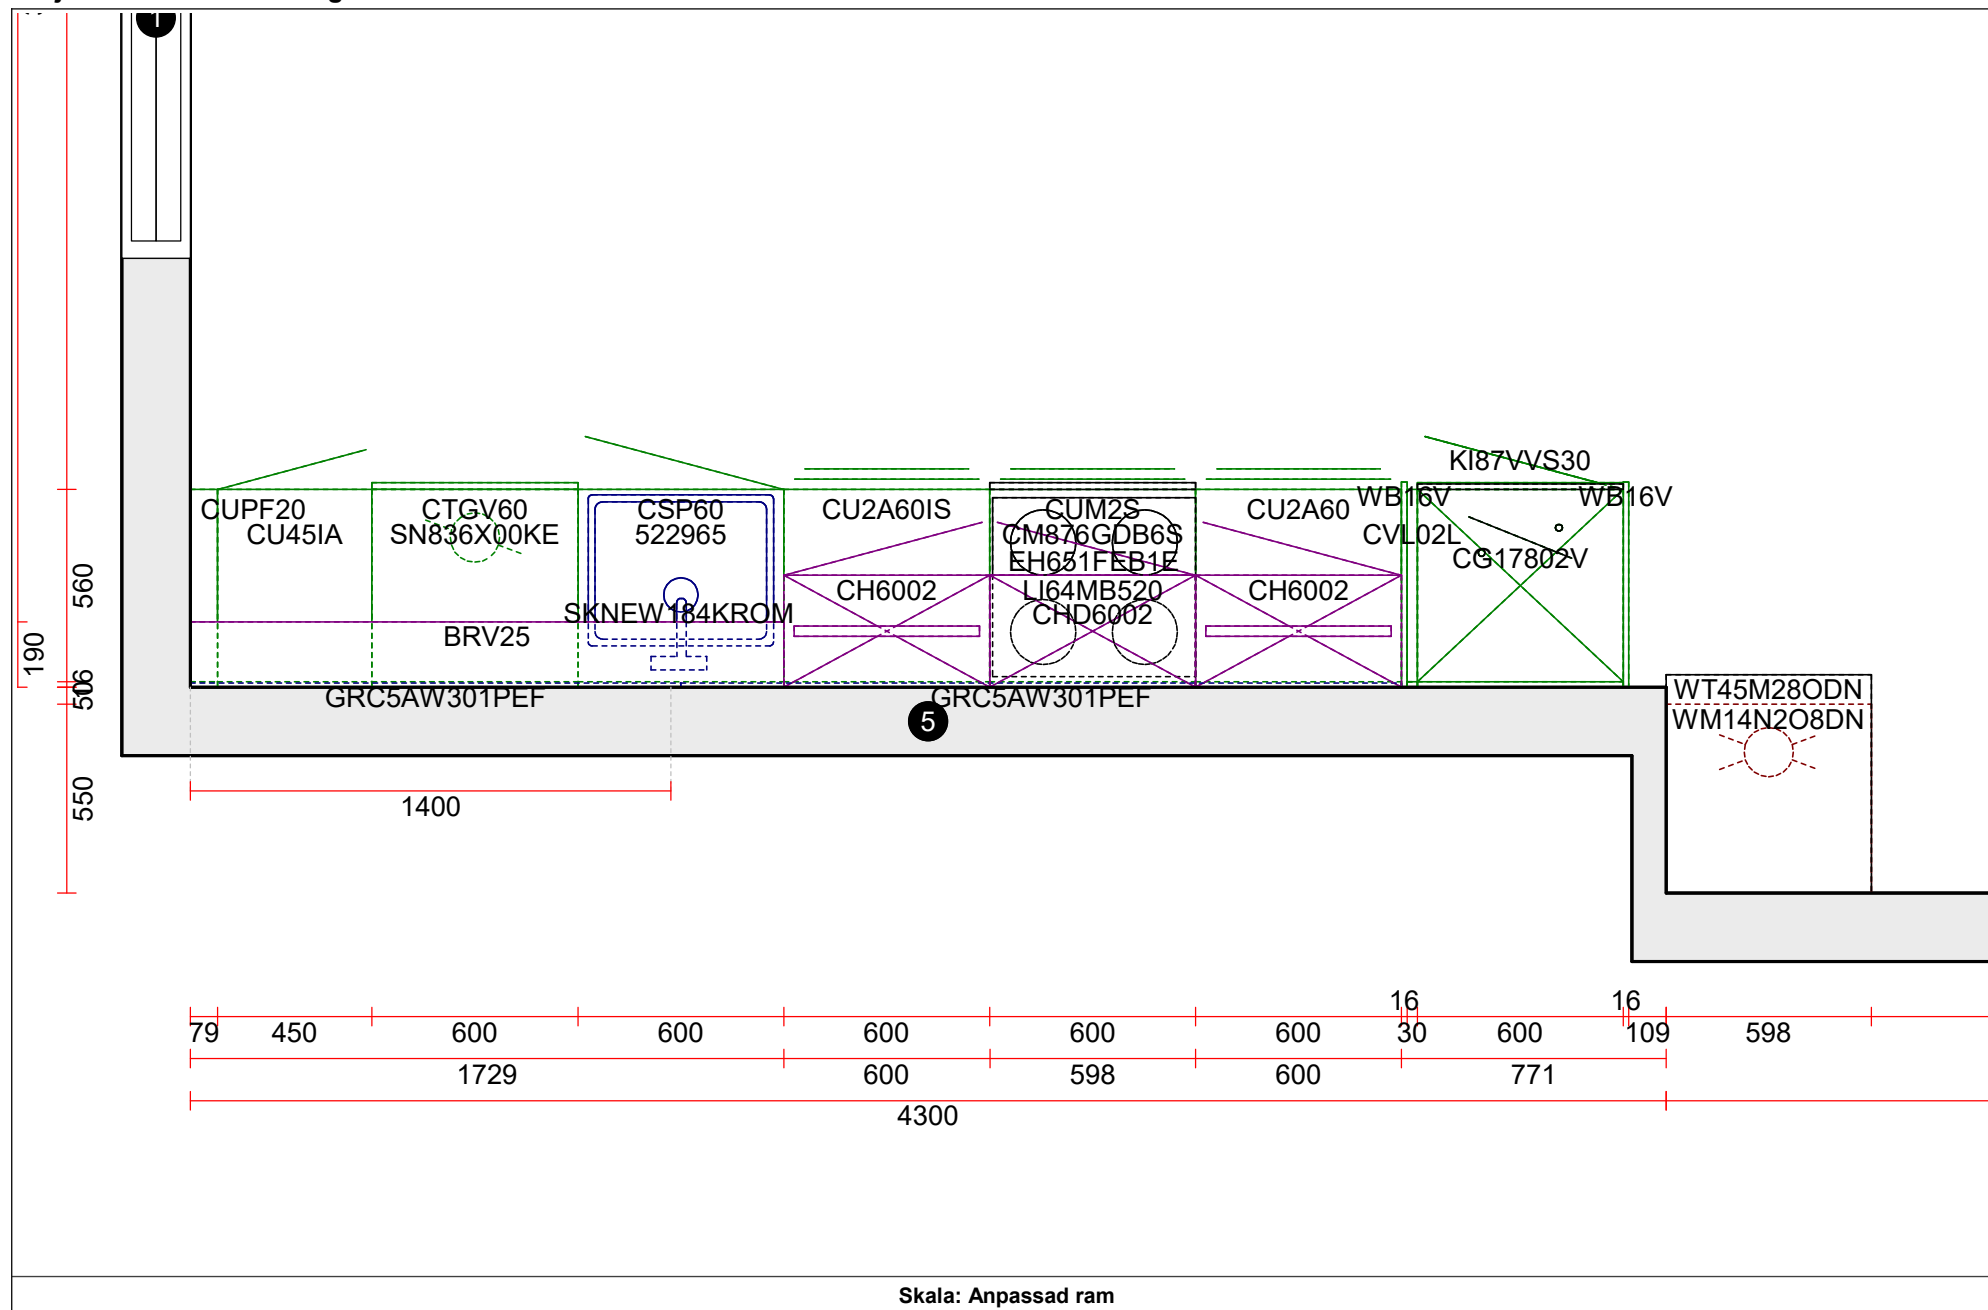 1
KI87VVS30
WB16V
WB16V
CUPF20
CTGV60
CSP60
CU2A60IS
CUM2S
CU2A60
CU45IA
SN836X00KE
522965
CM876GDB6S
CVL02L
EH651FEB1E
CG17802V
CH6002
LI64MB520
CH6002
SKNEW184KROM
CHD6002
BRV25
GRC5AW301PEF
GRC5AW301PEF
5
WT45M28ODN
WM14N2O8DN
560
190
550
1400
16
16
79
450
600
600
600
600
600
30
600
109
598
1729
600
598
600
771
4300
Skala: Anpassad ram